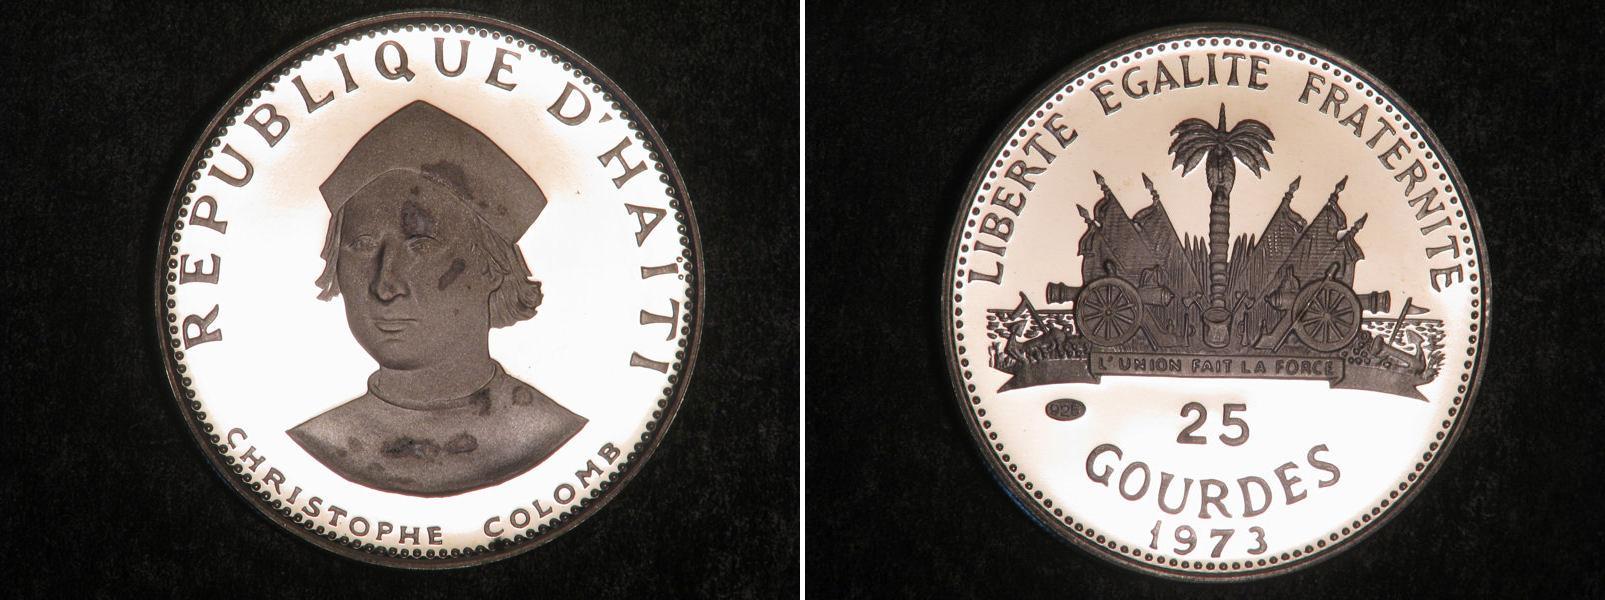 REPUBLIQUE D'HAITI
CHRISTOPHE COLOMB
LIBERTE EGALITE FRATERNITE
L'UNION FAIT LA FORCE
925
25
GOURDES
1973